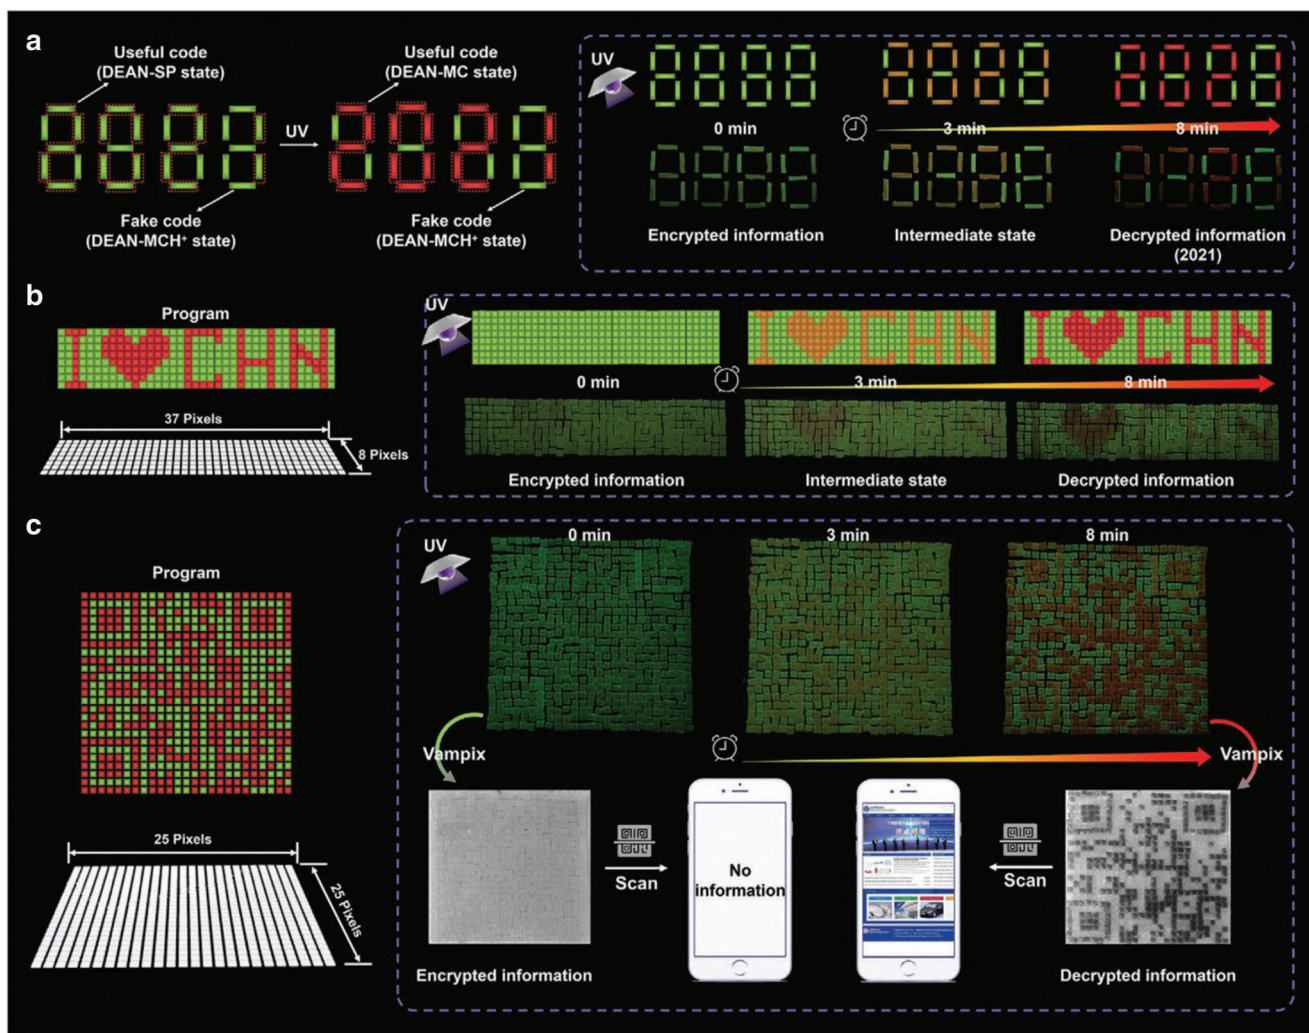 a
Useful code
(DEAN-SP state)
Useful code
(DEAN-MC state)
UV
Fake code
(DEAN-MCH⁺ state)
Fake code
(DEAN-MCH⁺ state)
UV
0 min
3 min
8 min
Encrypted information
Intermediate state
Decrypted information
(2021)
b
Program
I ♥ CHN
37 Pixels
8 Pixels
UV
I ♥ CHN
I ♥ CHN
0 min
3 min
8 min
Encrypted information
Intermediate state
Decrypted information
c
Program
25 Pixels
25 Pixels
UV
0 min
3 min
8 min
Vampix
Vampix
Scan
No
information
Scan
Encrypted information
Decrypted information